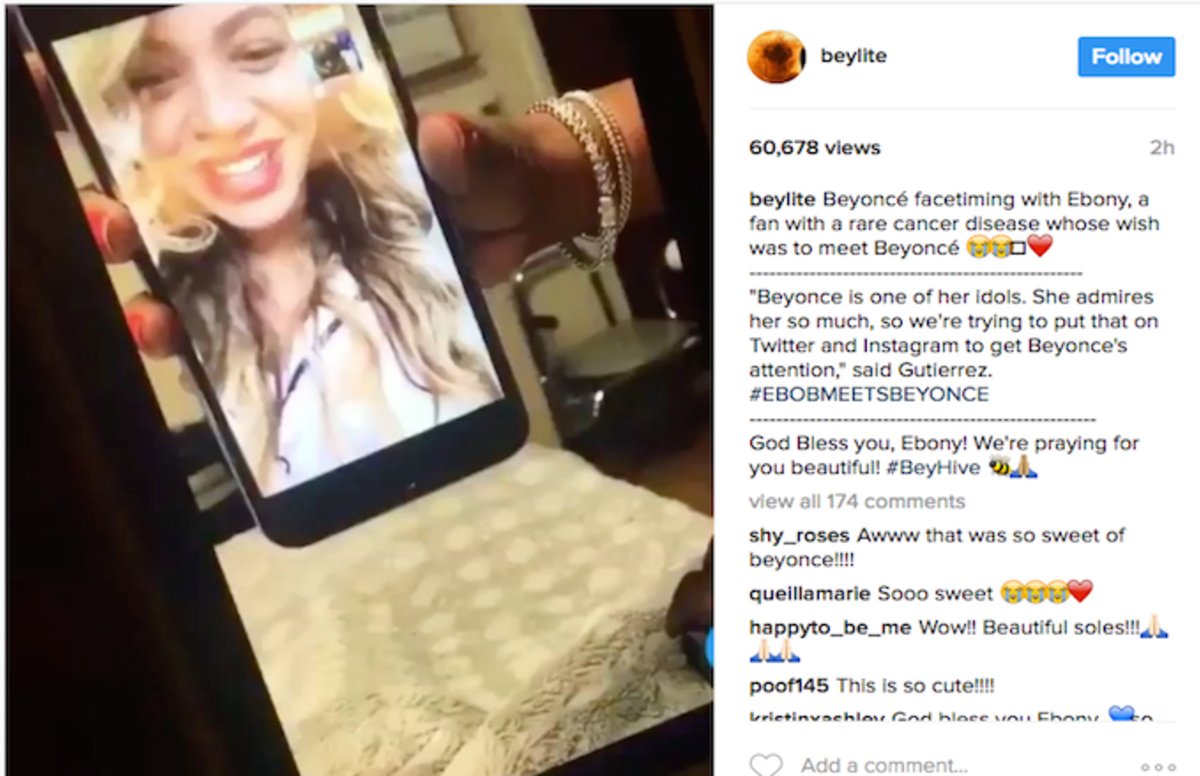 beylite
Follow
60,678 views
2h
beylite Beyoncé facetiming with Ebony, a
fan with a rare cancer disease whose wish
was to meet Beyoncé 😭😭□❤️
--------------------------------------------------
"Beyonce is one of her idols. She admires
her so much, so we're trying to put that on
Twitter and Instagram to get Beyonce's
attention," said Gutierrez.
#EBOBMEETSBEYONCE
----------------------------------------------------
God Bless you, Ebony! We're praying for
you beautiful! #BeyHive 🐝🙏🏽
view all 174 comments
shy_roses Awww that was so sweet of
beyonce!!!!
queillamarie Sooo sweet 😭😭😭❤️
happyto_be_me Wow!! Beautiful soles!!!🙏🏻
🙏🏻🙏🏻
poof145 This is so cute!!!!
kristinxashley God bless you Ebony 💙so
Add a comment...